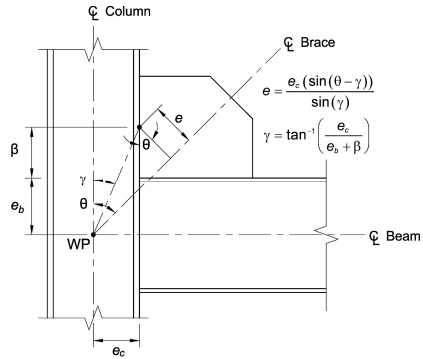 ℄ Column
℄ Brace
e = e_c (sin(θ − γ)) / sin(γ)
γ = tan⁻¹(e_c / (e_b + β))
e
θ
β
γ
θ
e_b
WP
℄ Beam
e_c